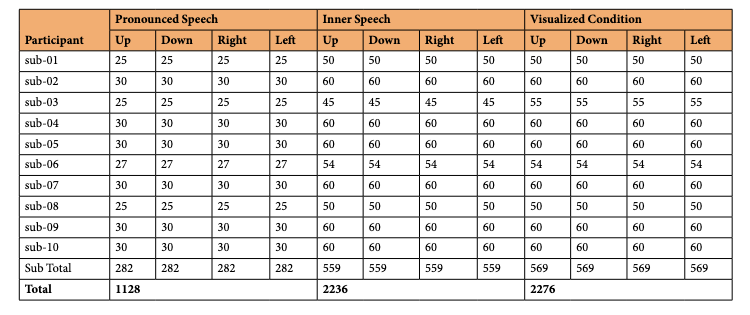 Pronounced Speech Inner Speech Visualized Condition
Participant Up Down Right Left Up Down Right Left Up Down Right Left
sub-01 25 25 25 25 50 50 50 50 50 50 50 50
sub-02 30 30 30 30 60 60 60 60 60 60 60 60
sub-03 25 25 25 25 45 45 45 45 55 55 55 55
sub-04 30 30 30 30 60 60 60 60 60 60 60 60
sub-05 30 30 30 30 60 60 60 60 60 60 60 60
sub-06 27 27 27 27 54 54 54 54 54 54 54 54
sub-07 30 30 30 30 60 60 60 60 60 60 60 60
sub-08 25 25 25 25 50 50 50 50 50 50 50 50
sub-09 30 30 30 30 60 60 60 60 60 60 60 60
sub-10 30 30 30 30 60 60 60 60 60 60 60 60
Sub Total 282 282 282 282 559 559 559 559 569 569 569 569
Total 1128 2236 2276